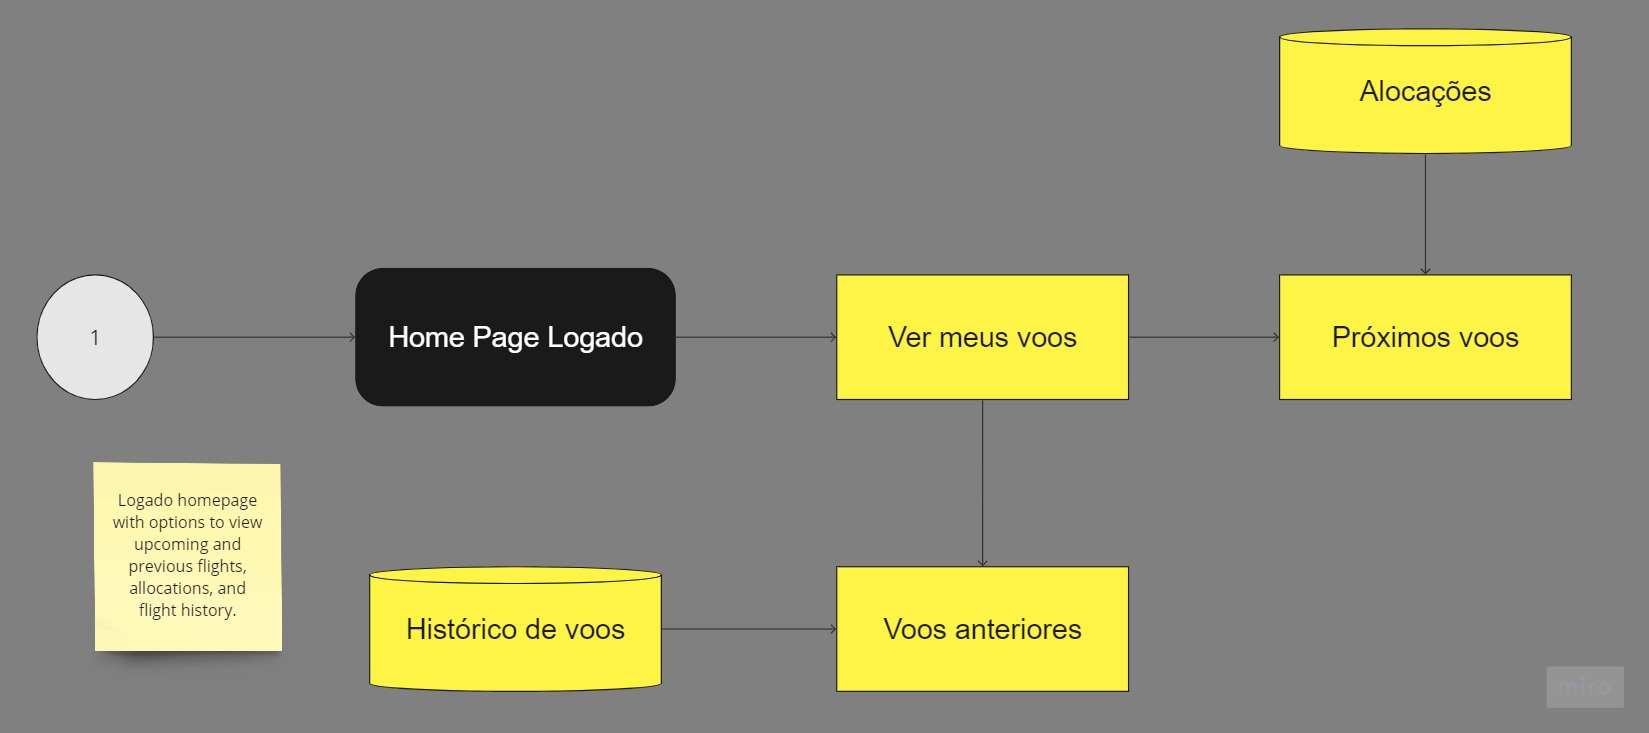 Alocações
1
Home Page Logado
Ver meus voos
Próximos voos
Logado homepage
with options to view
upcoming and
previous flights,
allocations, and
flight history.
Histórico de voos
Voos anteriores
miro